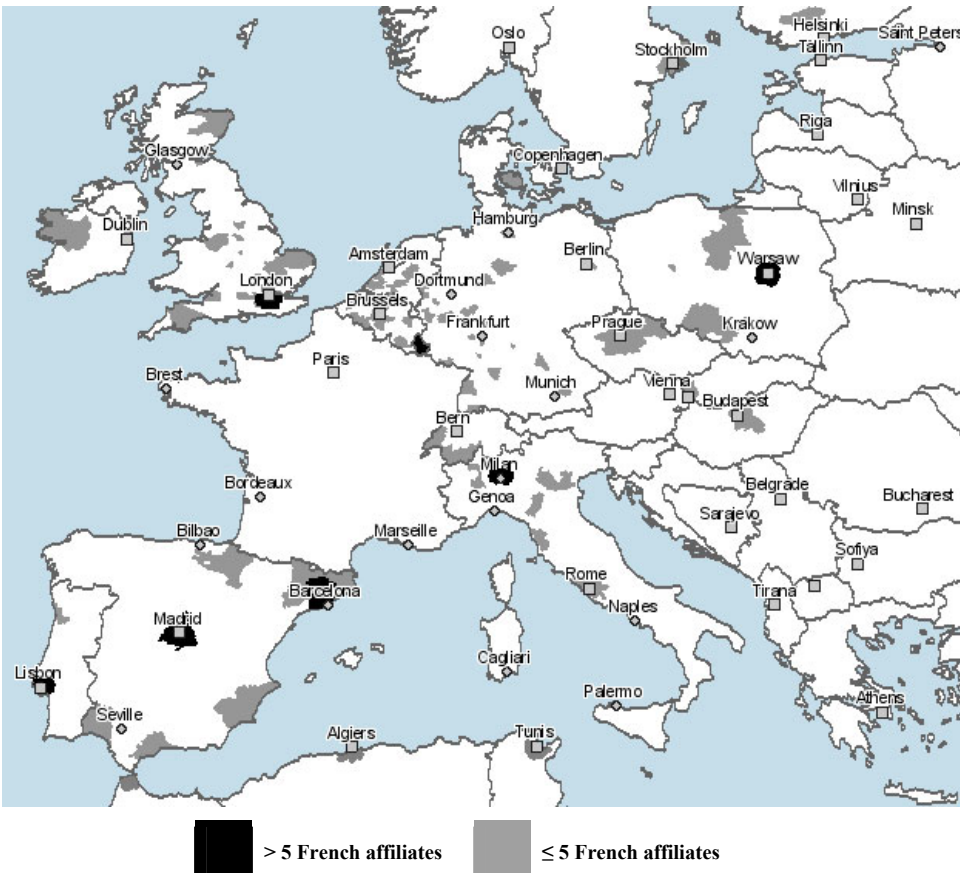 Oslo
Helsinki
Saint Peters
Stockholm
Tallinn
Riga
Glasgow
Copenhagen
Vilnius
Minsk
Dublin
Hamburg
Amsterdam
Berlin
Warsaw
London
Dortmund
Brussels
Frankfurt
Prague
Krakow
Paris
Brest
Munich
Vienna
Budapest
Bern
Milan
Bordeaux
Genoa
Belgrade
Bucharest
Sarajevo
Bilbao
Marseille
Sofiya
Barcelona
Rome
Tirana
Naples
Madrid
Lisbon
Cagliari
Palermo
Athens
Seville
Algiers
Tunis
> 5 French affiliates
≤ 5 French affiliates